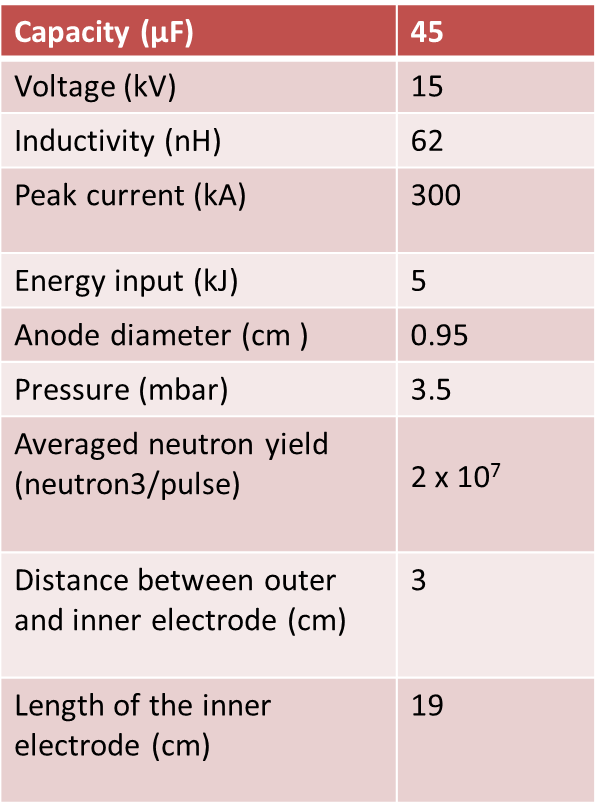 Capacity (µF) 45
Voltage (kV) 15
Inductivity (nH) 62
Peak current (kA) 300
Energy input (kJ) 5
Anode diameter (cm ) 0.95
Pressure (mbar) 3.5
Averaged neutron yield
(neutron3/pulse) 2 x 10⁷
Distance between outer 3
and inner electrode (cm)
Length of the inner 19
electrode (cm)